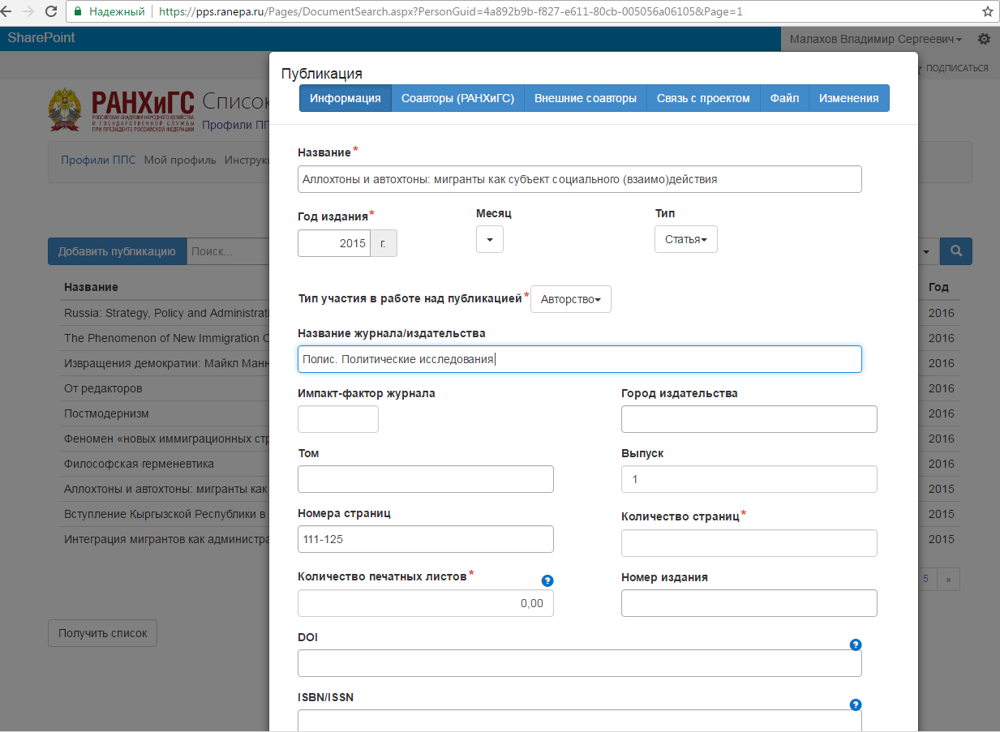 Надежный https://pps.ranepa.ru/Pages/DocumentSearch.aspx?PersonGuid=4a892b9b-f827-e611-80cb-005056a06105&Page=1
SharePoint
Малахов Владимир Сергеевич
ПОДПИСАТЬСЯ
РАНХиГС
РОССИЙСКАЯ АКАДЕМИЯ НАРОДНОГО ХОЗЯЙСТВА
И ГОСУДАРСТВЕННОЙ СЛУЖБЫ
ПРИ ПРЕЗИДЕНТЕ РОССИЙСКОЙ ФЕДЕРАЦИИ
Список
Профили ПП
Профили ППС Мой профиль Инструк
Добавить публикацию Поиск...
Название Год
Russia: Strategy, Policy and Administrati 2016
The Phenomenon of New Immigration C 2016
Извращения демократии: Майкл Манн 2016
От редакторов 2016
Постмодернизм 2016
Феномен «новых иммиграционных стр 2016
Философская герменевтика 2016
Аллохтоны и автохтоны: мигранты как 2015
Вступление Кыргызской Республики в 2015
Интеграция мигрантов как администра 2015
5 »
Получить список
Публикация
Информация Соавторы (РАНХиГС) Внешние соавторы Связь с проектом Файл Изменения
Название*
Аллохтоны и автохтоны: мигранты как субъект социального (взаимо)действия
Год издания* Месяц Тип
2015 г. Статья
Тип участия в работе над публикацией* Авторство
Название журнала/издательства
Полис. Политические исследования
Импакт-фактор журнала Город издательства
Том Выпуск
1
Номера страниц Количество страниц*
111-125
Количество печатных листов* ? Номер издания
0,00
DOI ?
ISBN/ISSN ?